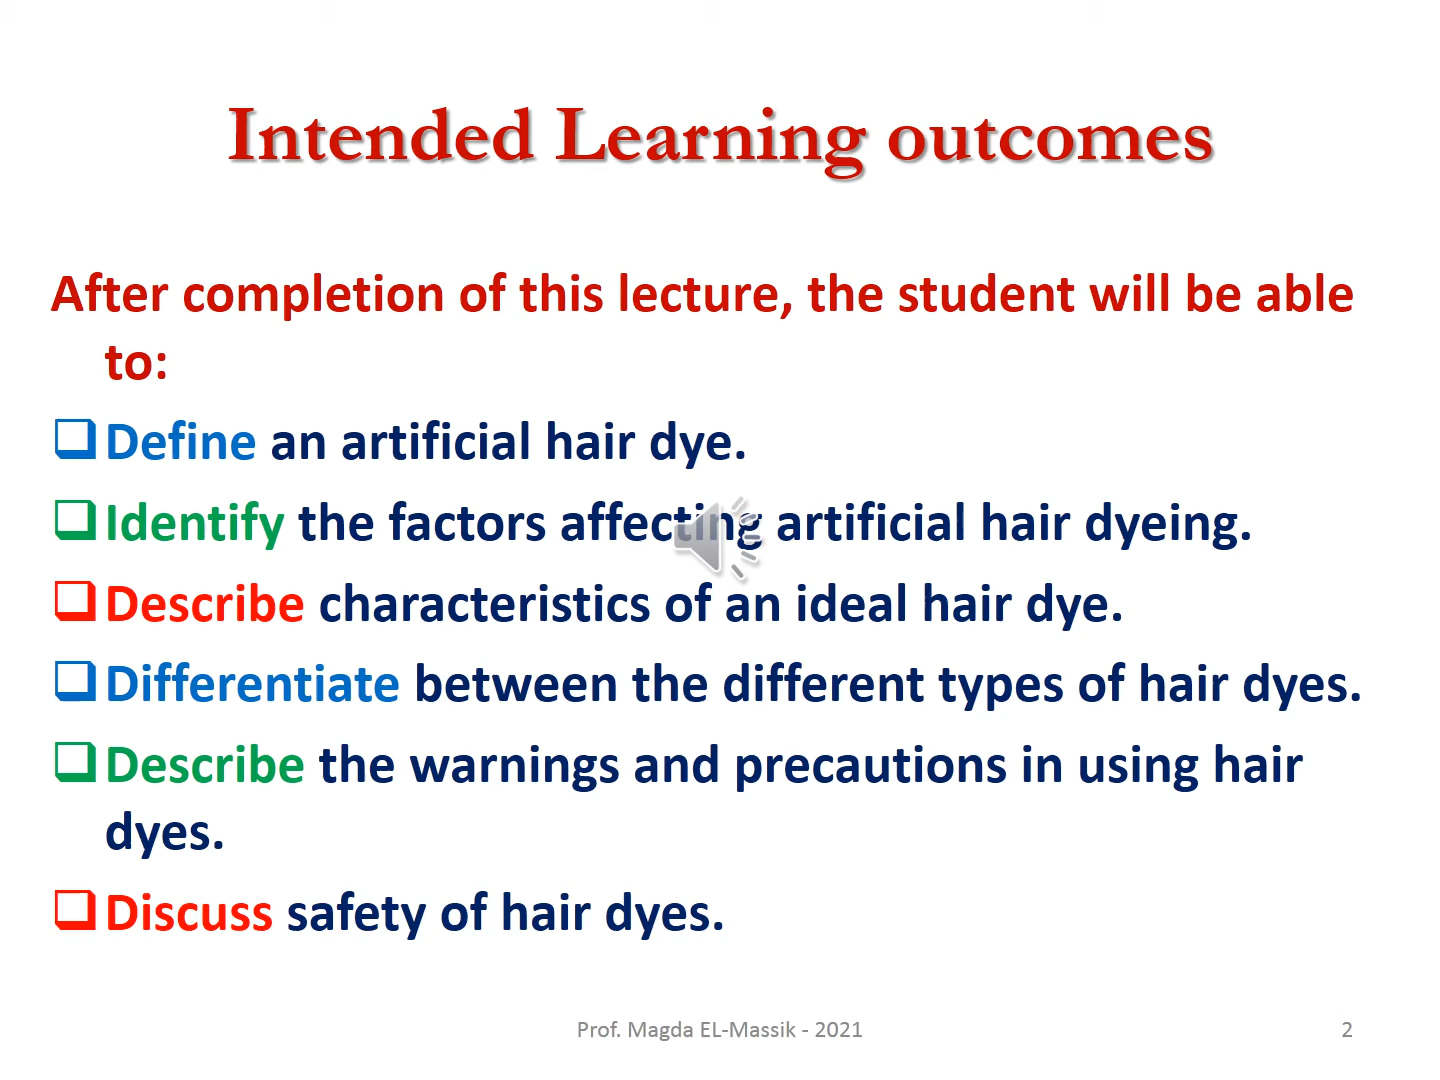 Intended Learning outcomes
After completion of this lecture, the student will be able
to:
Define an artificial hair dye.
Identify the factors affecting artificial hair dyeing.
Describe characteristics of an ideal hair dye.
Differentiate between the different types of hair dyes.
Describe the warnings and precautions in using hair
dyes.
Discuss safety of hair dyes.
Prof. Magda EL-Massik - 2021
2